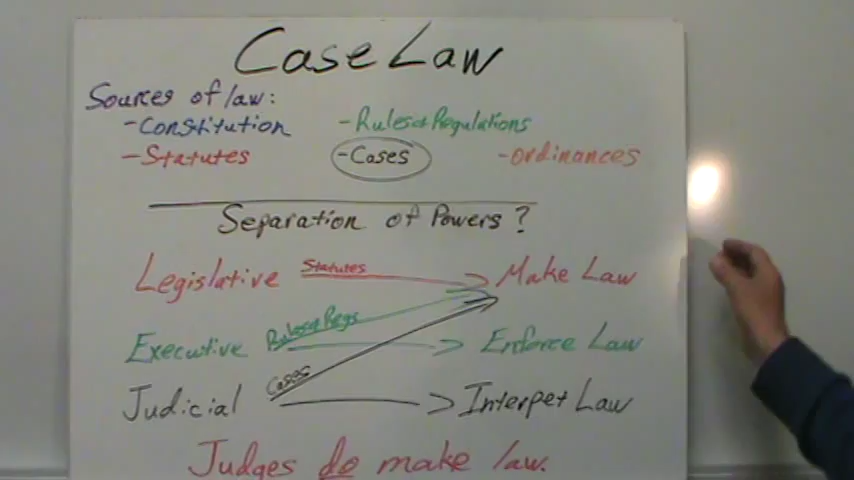 Case Law
Sources of law:
-Constitution -Rules & Regulations
-Statutes -Cases -Ordinances
Separation of Powers?
Legislative Statutes Make Law
Executive Rules & Regs Enforce Law
Judicial Cases Interpet Law
Judges do make law.